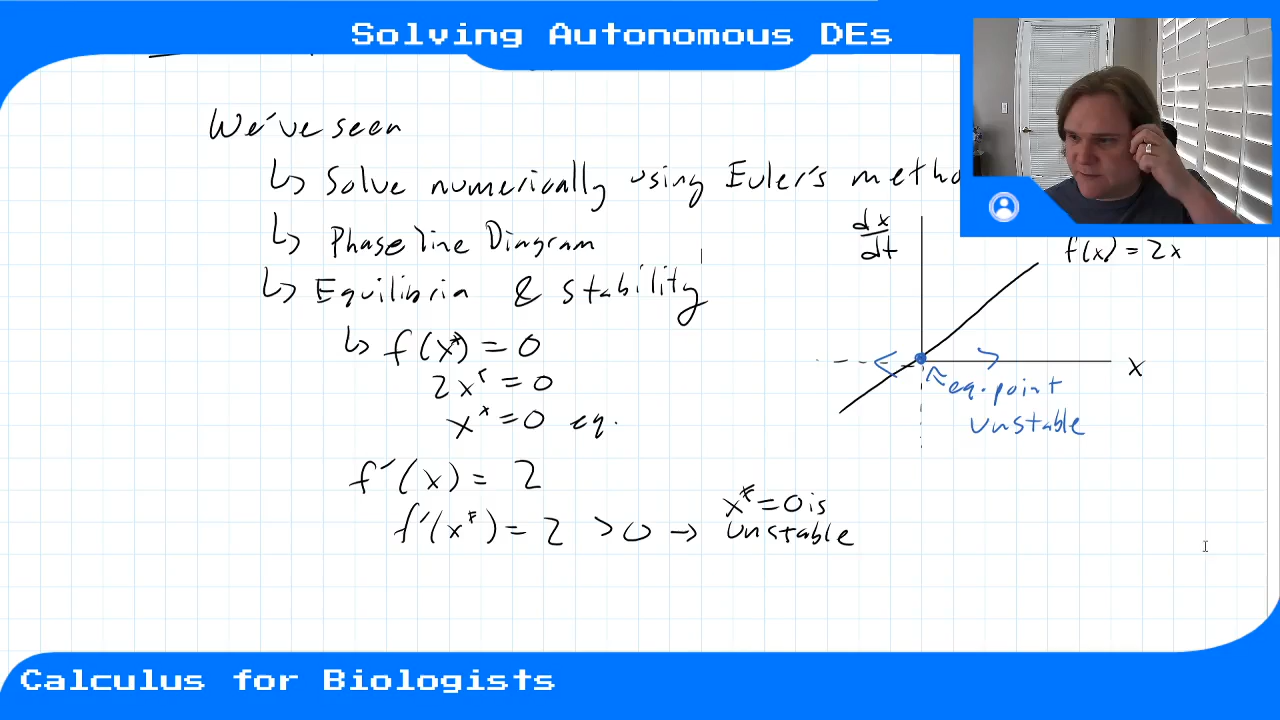 Solving Autonomous DEs
We've seen
↳ Solve numerically using Euler's metho
↳ Phase line Diagram
↳ Equilibria & stability
↳ f(x*) = 0
2x* = 0
x* = 0 eq.
f'(x) = 2
f'(x*) = 2 > 0 → x* = 0 is
unstable
dx/dt
f(x) = 2x
x
eq. point
unstable
Calculus for Biologists